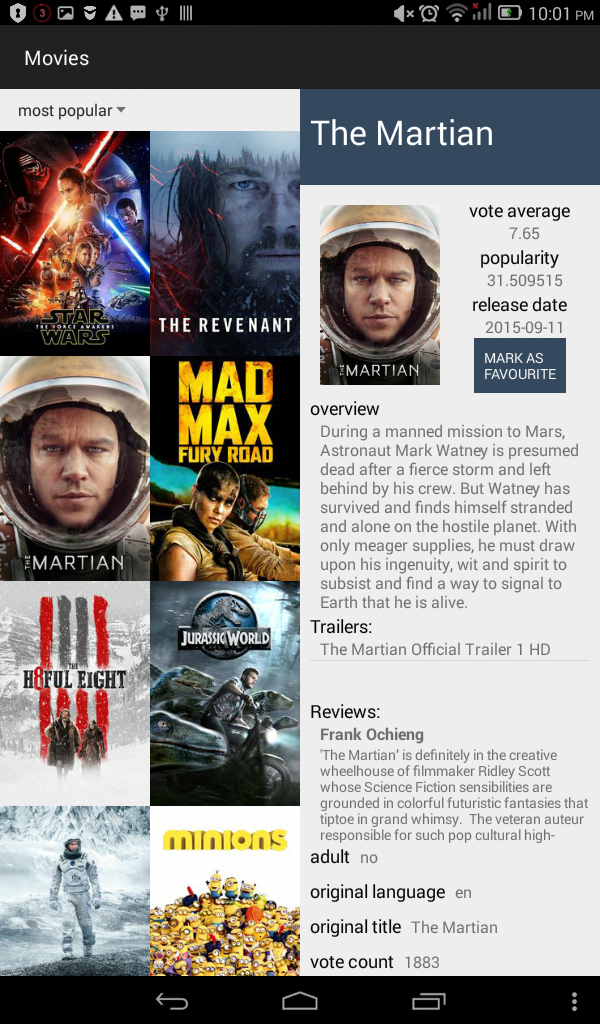 3
10:01 PM
Movies
most popular
STAR
THE FORCE AWAKENS
WARS
THE REVENANT
THE MARTIAN
MAD
MAX
FURY ROAD
THE
H8FUL EIGHT
JURASSIC WORLD
minions
The Martian
THE MARTIAN
vote average
7.65
popularity
31.509515
release date
2015-09-11
MARK AS
FAVOURITE
overview
During a manned mission to Mars,
Astronaut Mark Watney is presumed
dead after a fierce storm and left
behind by his crew. But Watney has
survived and finds himself stranded
and alone on the hostile planet. With
only meager supplies, he must draw
upon his ingenuity, wit and spirit to
subsist and find a way to signal to
Earth that he is alive.
Trailers:
The Martian Official Trailer 1 HD
Reviews:
Frank Ochieng
'The Martian’ is definitely in the creative
wheelhouse of filmmaker Ridley Scott
whose Science Fiction sensibilities are
grounded in colorful futuristic fantasies that
tiptoe in grand whimsy.  The veteran auteur
responsible for such pop cultural high-
adult no
original language en
original title The Martian
vote count 1883